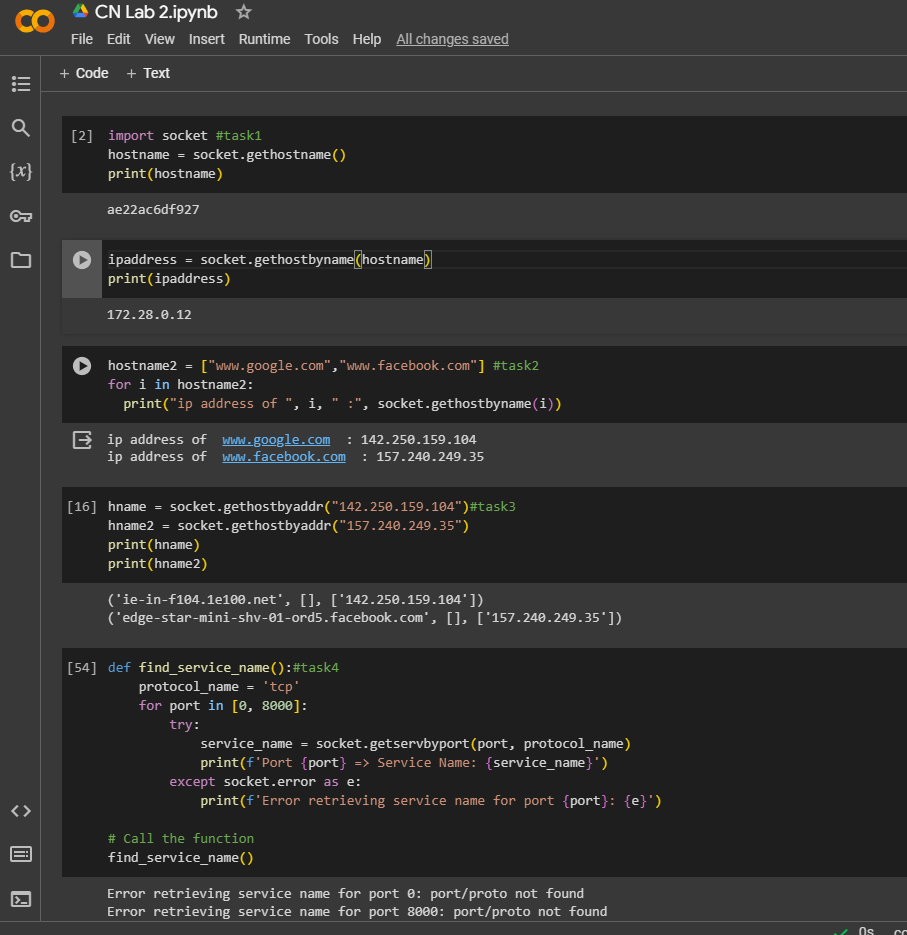 CN Lab 2.ipynb
File Edit View Insert Runtime Tools Help All changes saved
+ Code + Text
[2] import socket #task1
hostname = socket.gethostname()
print(hostname)
ae22ac6df927
ipaddress = socket.gethostbyname(hostname)
print(ipaddress)
172.28.0.12
hostname2 = ["www.google.com","www.facebook.com"] #task2
for i in hostname2:
  print("ip address of ", i, " :", socket.gethostbyname(i))
ip address of  www.google.com  : 142.250.159.104
ip address of  www.facebook.com  : 157.240.249.35
[16] hname = socket.gethostbyaddr("142.250.159.104")#task3
hname2 = socket.gethostbyaddr("157.240.249.35")
print(hname)
print(hname2)
('ie-in-f104.1e100.net', [], ['142.250.159.104'])
('edge-star-mini-shv-01-ord5.facebook.com', [], ['157.240.249.35'])
[54] def find_service_name():#task4
    protocol_name = 'tcp'
    for port in [0, 8000]:
        try:
            service_name = socket.getservbyport(port, protocol_name)
            print(f'Port {port} => Service Name: {service_name}')
        except socket.error as e:
            print(f'Error retrieving service name for port {port}: {e}')
# Call the function
find_service_name()
Error retrieving service name for port 0: port/proto not found
Error retrieving service name for port 8000: port/proto not found
0s